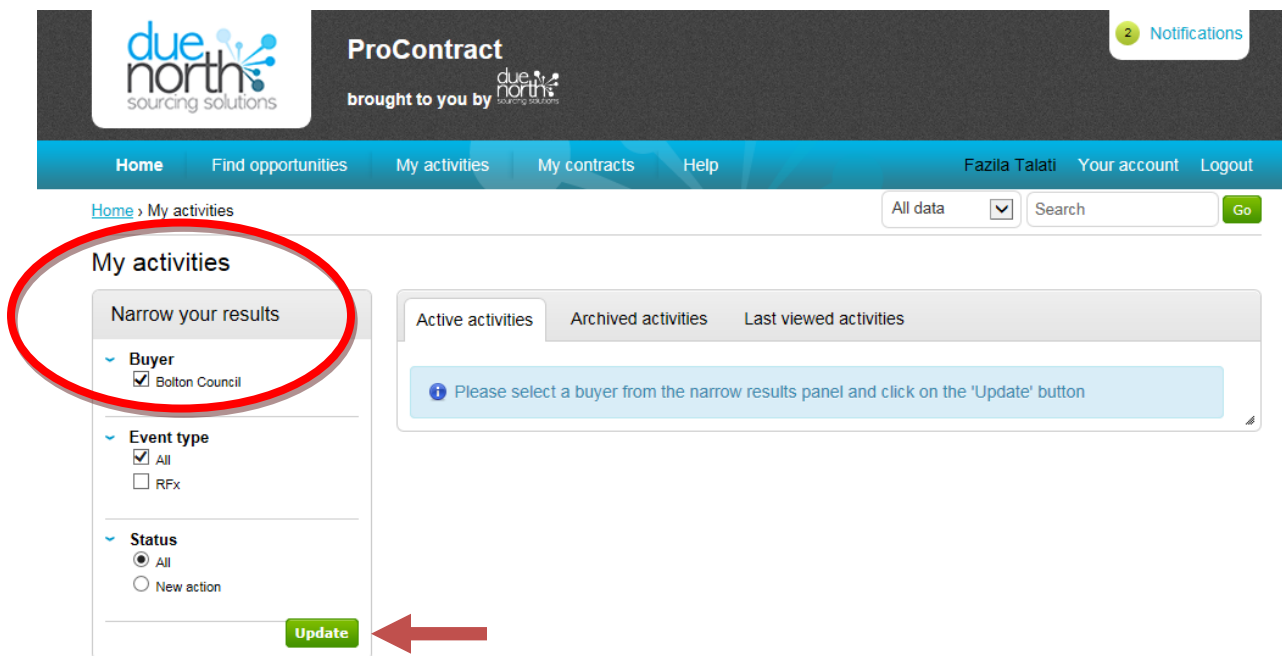 due
north
sourcing solutions
ProContract
brought to you by due north sourcing solutions
2 Notifications
Home Find opportunities My activities My contracts Help Fazila Talati Your account Logout
Home › My activities All data Search Go
My activities
Narrow your results
Buyer
Bolton Council
Event type
All
RFx
Status
All
New action
Update
Active activities Archived activities Last viewed activities
Please select a buyer from the narrow results panel and click on the 'Update' button